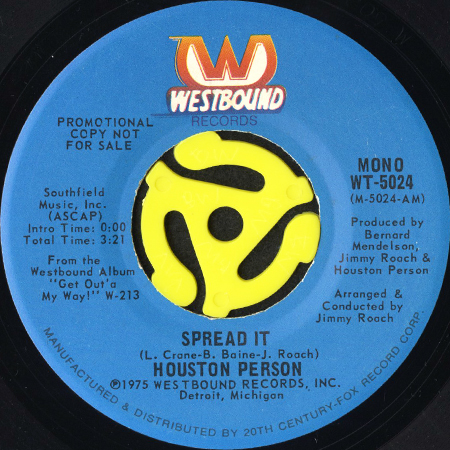 W
WESTBOUND
RECORDS
PROMOTIONAL
COPY NOT
FOR SALE
MONO
WT-5024
(M-5024-AM)
Southfield
Music, Inc.
(ASCAP)
Intro Time: 0:00
Total Time: 3:21
From the
Westbound Album
"Get Out'a
My Way!" W-213
Produced by
Bernard
Mendelson,
Jimmy Roach &
Houston Person
Arranged &
Conducted by
Jimmy Roach
SPREAD IT
(L. Crane-B. Baine-J. Roach)
HOUSTON PERSON
℗1975 WESTBOUND RECORDS, INC.
Detroit, Michigan
MANUFACTURED & DISTRIBUTED BY 20TH CENTURY-FOX RECORD CORP.